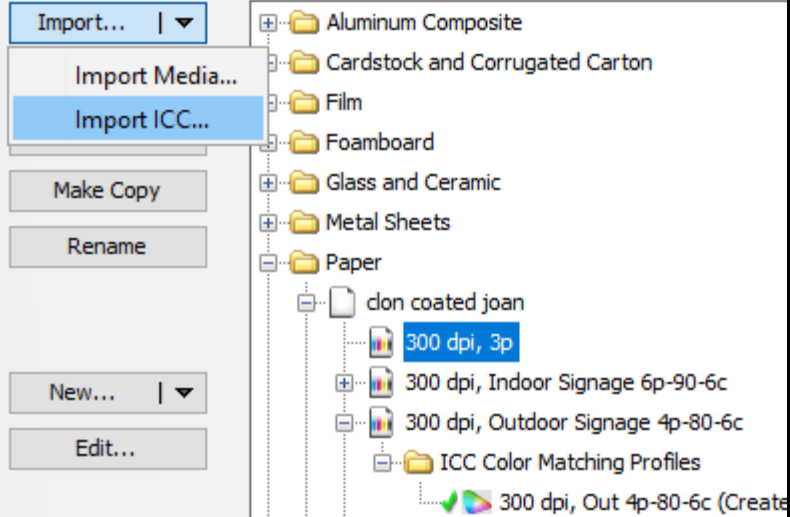 Import...
Import Media...
Import ICC...
Make Copy
Rename
New...
Edit...
Aluminum Composite
Cardstock and Corrugated Carton
Film
Foamboard
Glass and Ceramic
Metal Sheets
Paper
clon coated joan
300 dpi, 3p
300 dpi, Indoor Signage 6p-90-6c
300 dpi, Outdoor Signage 4p-80-6c
ICC Color Matching Profiles
300 dpi, Out 4p-80-6c (Create